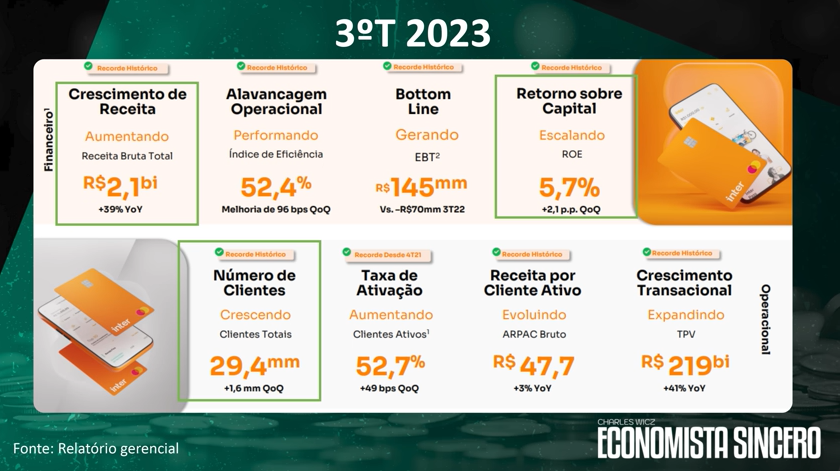 3ºT 2023
Financeiro¹
Recorde Histórico
Crescimento de
Receita
Aumentando
Receita Bruta Total
R$2,1bi
+39% YoY
Recorde Histórico
Alavancagem
Operacional
Performando
Índice de Eficiência
52,4%
Melhoria de 96 bps QoQ
Recorde Histórico
Bottom
Line
Gerando
EBT²
R$145mm
Vs. –R$70mm 3T22
Recorde Histórico
Retorno sobre
Capital
Escalando
ROE
5,7%
+2,1 p.p. QoQ
inter
inter
inter
Recorde Histórico
Número de
Clientes
Crescendo
Clientes Totais
29,4mm
+1,6 mm QoQ
Recorde Desde 4T21
Taxa de
Ativação
Aumentando
Clientes Ativos¹
52,7%
+49 bps QoQ
Recorde Histórico
Receita por
Cliente Ativo
Evoluindo
ARPAC Bruto
R$ 47,7
+3% YoY
Recorde Histórico
Crescimento
Transacional
Expandindo
TPV
R$ 219bi
+41% YoY
Operacional
Fonte: Relatório gerencial
CHARLES WICZ
ECONOMISTA SINCERO